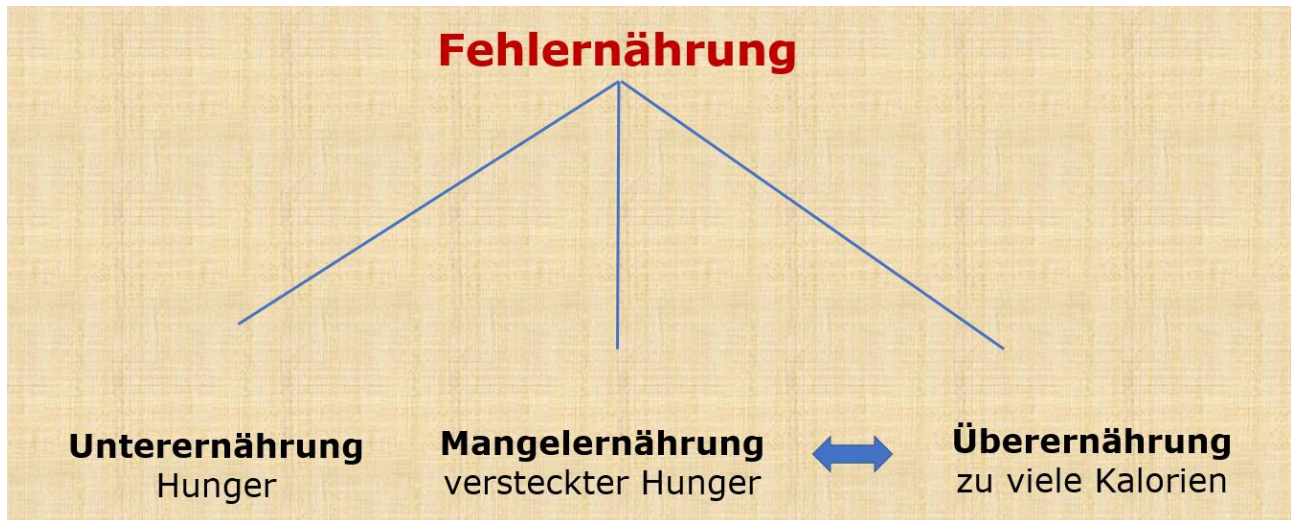 Fehlernährung
Unterernährung
Hunger
Mangelernährung
versteckter Hunger
Überernährung
zu viele Kalorien